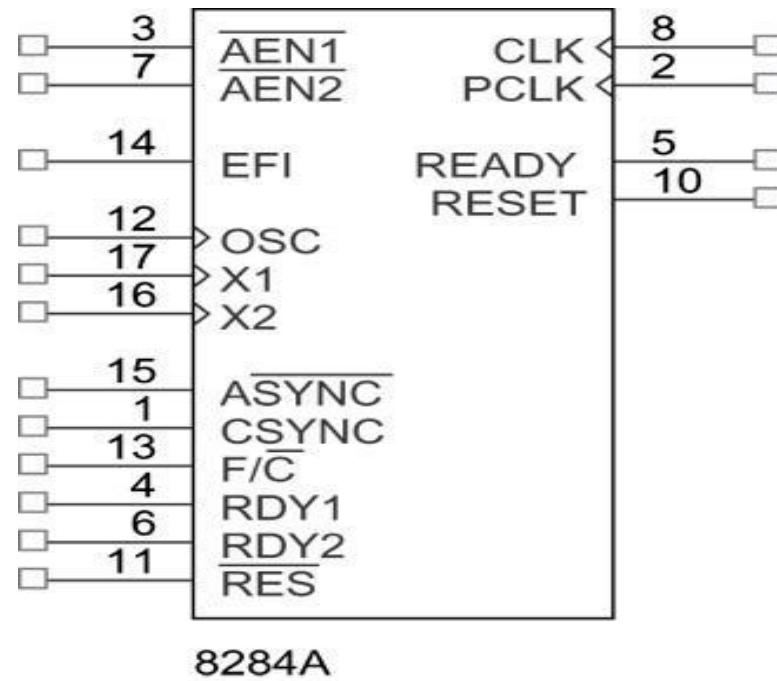 3 AEN1 CLK 8
7 AEN2 PCLK 2
14 EFI READY 5
RESET 10
12 OSC
17 X1
16 X2
15 ASYNC
1 CSYNC
13 F/C
4 RDY1
6 RDY2
11 RES
8284A